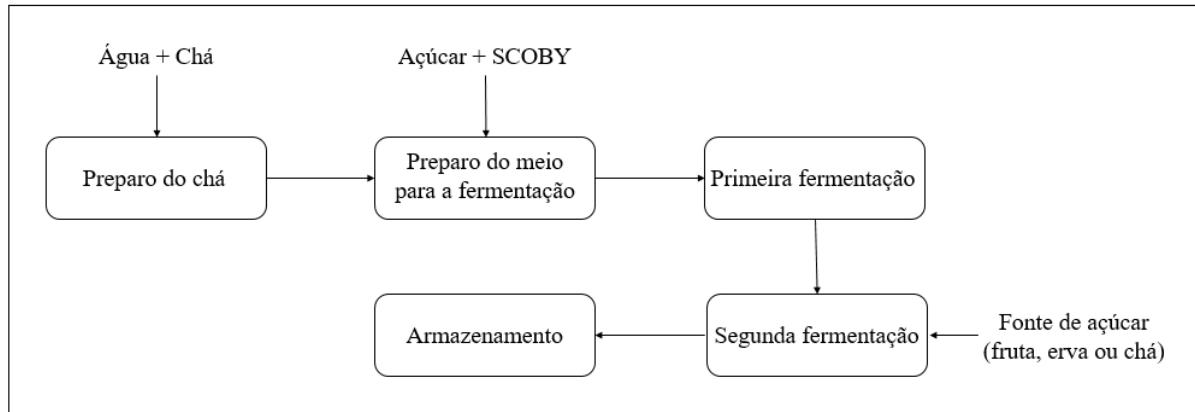 Água + Chá
Açúcar + SCOBY
Preparo do chá
Preparo do meio
para a fermentação
Primeira fermentação
Armazenamento
Segunda fermentação
Fonte de açúcar
(fruta, erva ou chá)